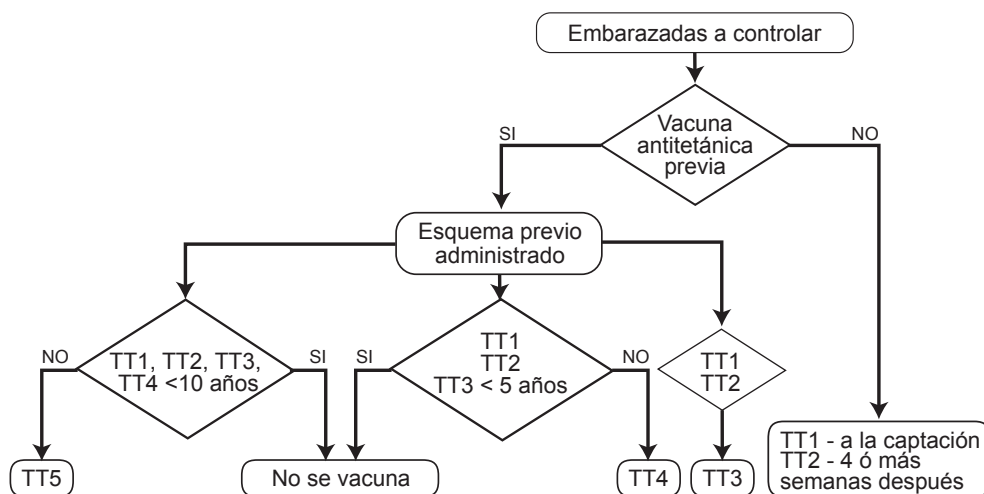 Embarazadas a controlar
SI
Vacuna
antitetánica
previa
NO
Esquema previo
administrado
NO
TT1, TT2, TT3,
TT4 <10 años
SI
SI
TT1
TT2
TT3 < 5 años
NO
TT1
TT2
TT5
No se vacuna
TT4
TT3
TT1 - a la captación
TT2 - 4 ó más
semanas después